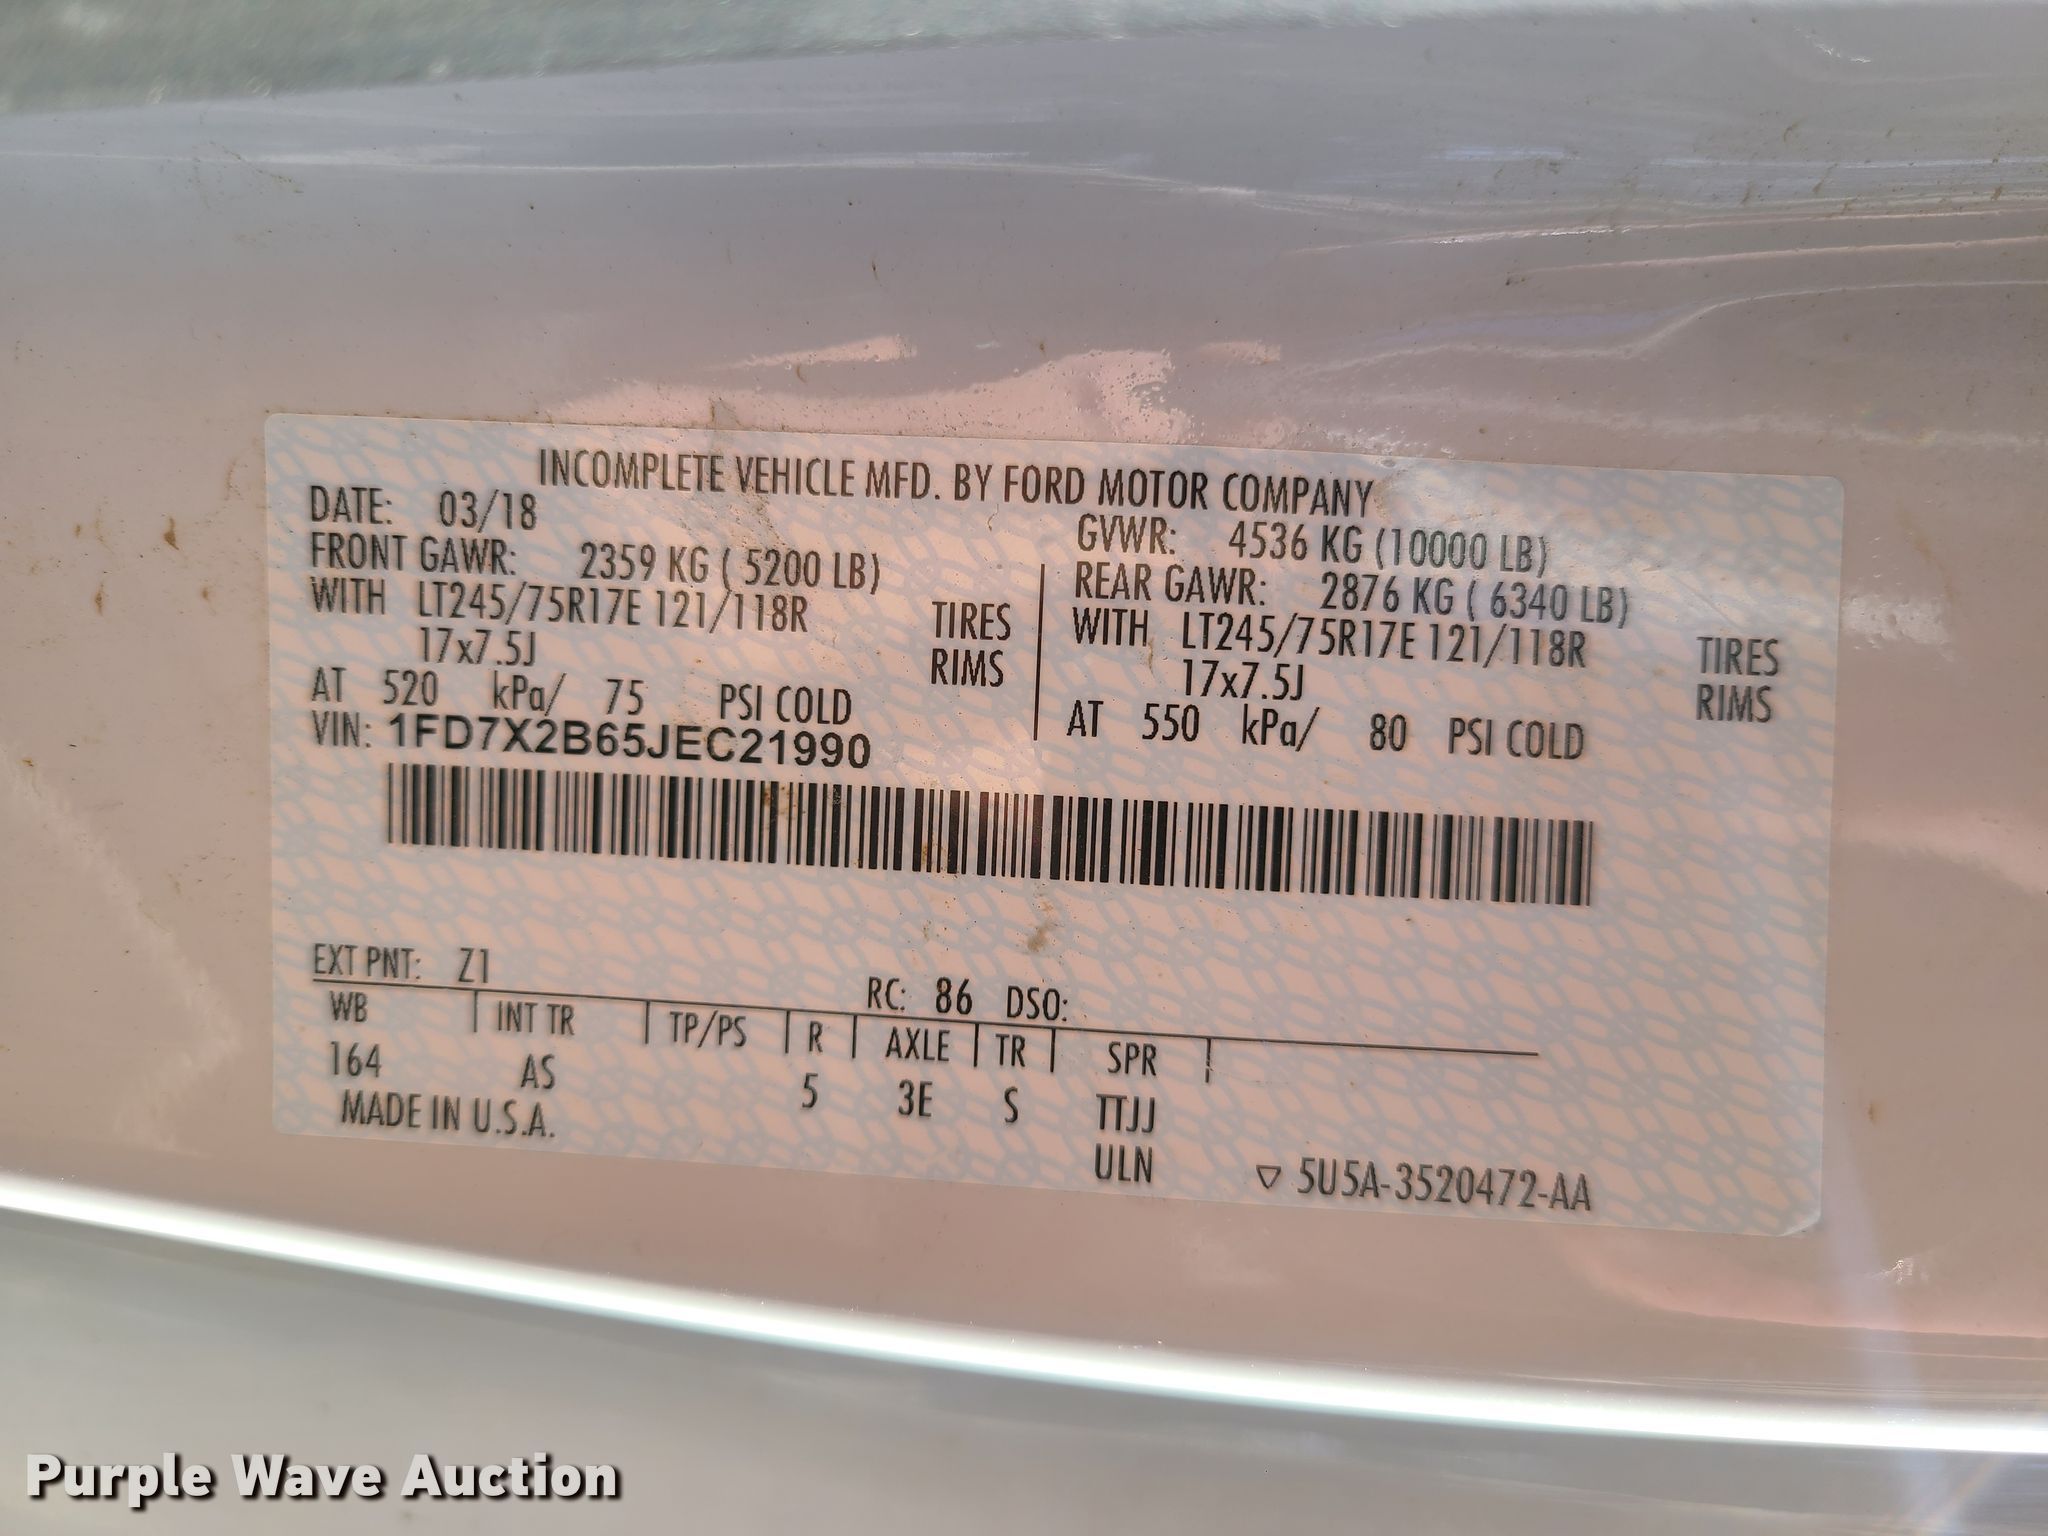 INCOMPLETE VEHICLE MFD. BY FORD MOTOR COMPANY
DATE: 03/18 GVWR: 4536 KG (10000 LB)
FRONT GAWR: 2359 KG ( 5200 LB) REAR GAWR: 2876 KG ( 6340 LB)
WITH LT245/75R17E 121/118R TIRES WITH LT245/75R17E 121/118R TIRES
17x7.5J RIMS 17x7.5J RIMS
AT 520 kPa/ 75 PSI COLD AT 550 kPa/ 80 PSI COLD
VIN: 1FD7X2B65JEC21990
EXT PNT: Z1 RC: 86 DSO:
WB INT TR TP/PS R AXLE TR SPR
164 AS 5 3E S TTJJ
MADE IN U.S.A. ULN ▽ 5U5A-3520472-AA
Purple Wave Auction